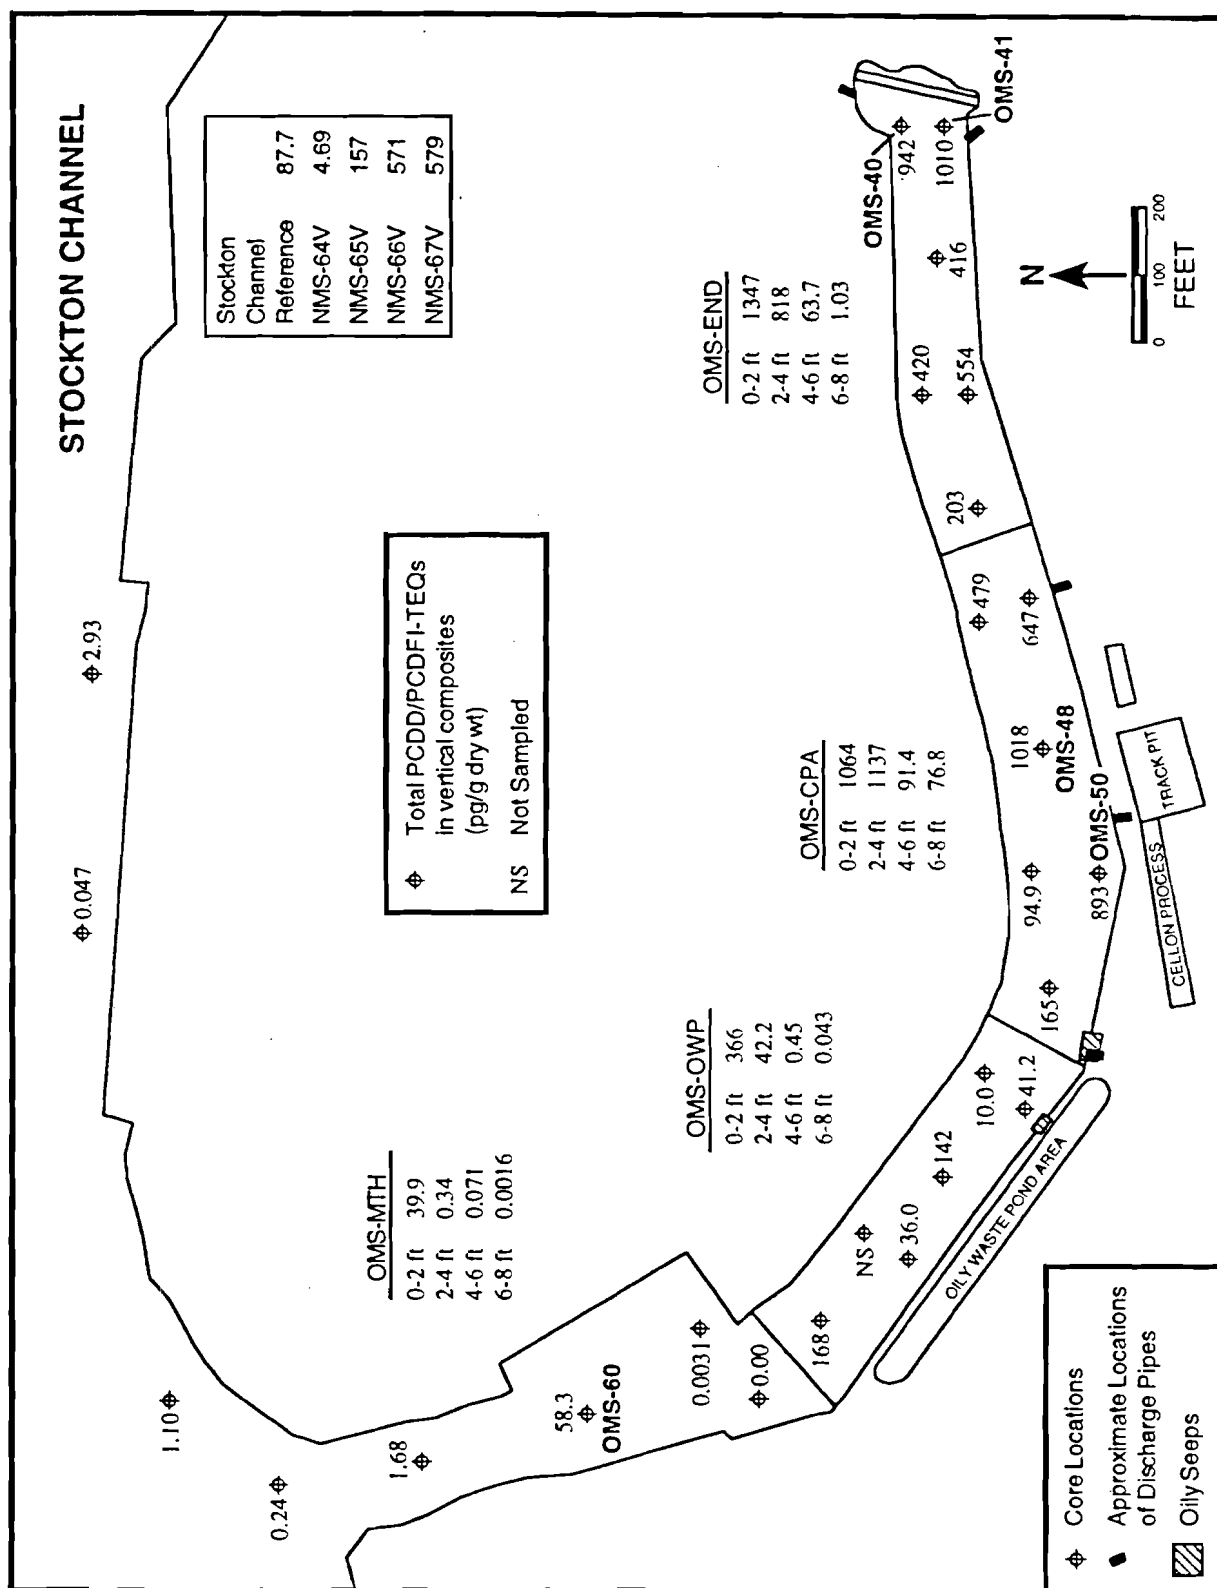 STOCKTON CHANNEL
Stockton
Channel
Reference 87.7
NMS-64V 4.69
NMS-65V 157
NMS-66V 571
NMS-67V 579
2.93
0.047
1.10
0.24
1.68
Total PCDD/PCDFI-TEQs
in vertical composites
(pg/g dry wt)
NS Not Sampled
OMS-MTH
0-2 ft 39.9
2-4 ft 0.34
4-6 ft 0.071
6-8 ft 0.0016
58.3
OMS-60
0.0031
0.00
OMS-OWP
0-2 ft 366
2-4 ft 42.2
4-6 ft 0.45
6-8 ft 0.043
168
NS
36.0
142
10.0
41.2
OILY WASTE POND AREA
OMS-CPA
0-2 ft 1064
2-4 ft 1137
4-6 ft 91.4
6-8 ft 76.8
165
94.9
893
OMS-50
1018
OMS-48
479
647
CELLON PROCESS
TRACK PIT
OMS-END
0-2 ft 1347
2-4 ft 818
4-6 ft 63.7
6-8 ft 1.03
203
420
554
416
OMS-40
942
1010
OMS-41
N
0 100 200
FEET
Core Locations
Approximate Locations
of Discharge Pipes
Oily Seeps